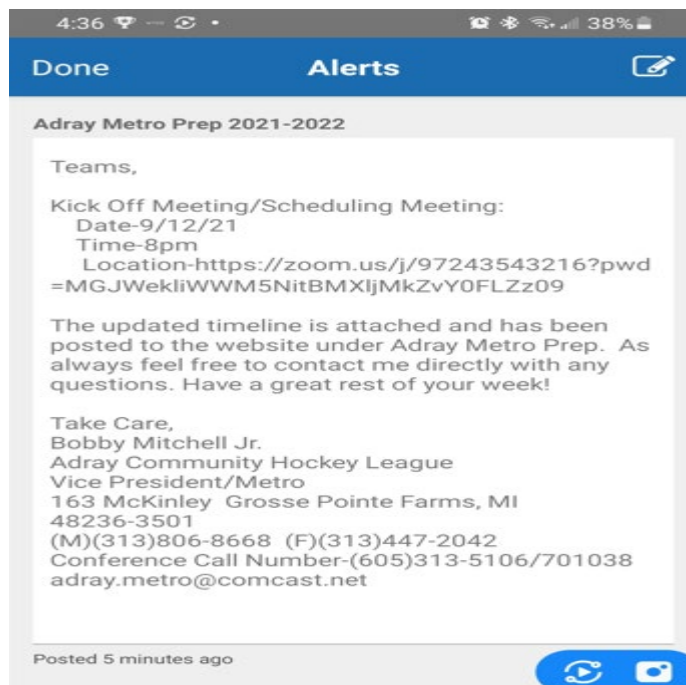 4:36 38%
Done Alerts
Adray Metro Prep 2021-2022
Teams,
Kick Off Meeting/Scheduling Meeting:
Date-9/12/21
Time-8pm
Location-https://zoom.us/j/97243543216?pwd
=MGJWekliWWM5NitBMXljMkZvY0FLZz09
The updated timeline is attached and has been
posted to the website under Adray Metro Prep. As
always feel free to contact me directly with any
questions. Have a great rest of your week!
Take Care,
Bobby Mitchell Jr.
Adray Community Hockey League
Vice President/Metro
163 McKinley Grosse Pointe Farms, MI
48236-3501
(M)(313)806-8668 (F)(313)447-2042
Conference Call Number-(605)313-5106/701038
adray.metro@comcast.net
Posted 5 minutes ago